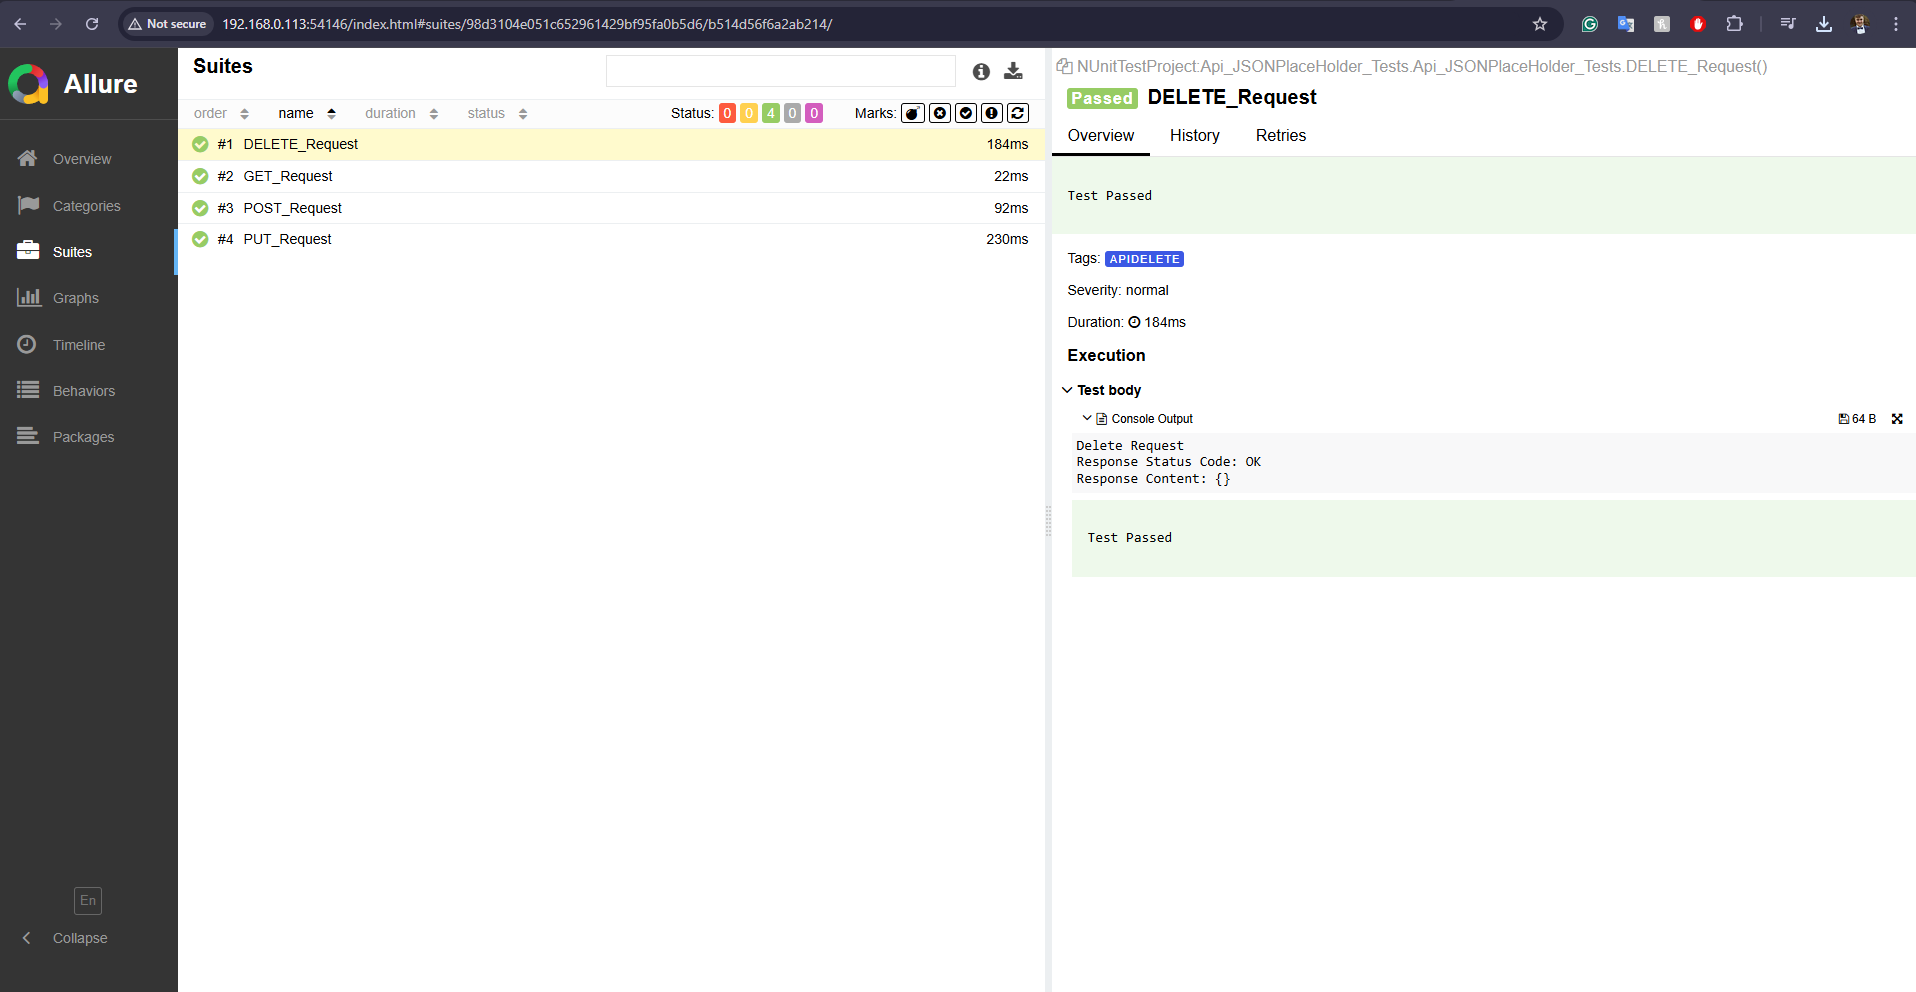 Not secure 192.168.0.113:54146/index.html#suites/98d3104e051c652961429bf95fa0b5d6/b514d56f6a2ab214/
Allure
Overview
Categories
Suites
Graphs
Timeline
Behaviors
Packages
En
Collapse
Suites
order name duration status Status: 0 0 4 0 0 Marks:
#1 DELETE_Request 184ms
#2 GET_Request 22ms
#3 POST_Request 92ms
#4 PUT_Request 230ms
NUnitTestProject:Api_JSONPlaceHolder_Tests.Api_JSONPlaceHolder_Tests.DELETE_Request()
Passed DELETE_Request
Overview History Retries
Test Passed
Tags: APIDELETE
Severity: normal
Duration: 184ms
Execution
Test body
Console Output 64 B
Delete Request
Response Status Code: OK
Response Content: {}
Test Passed